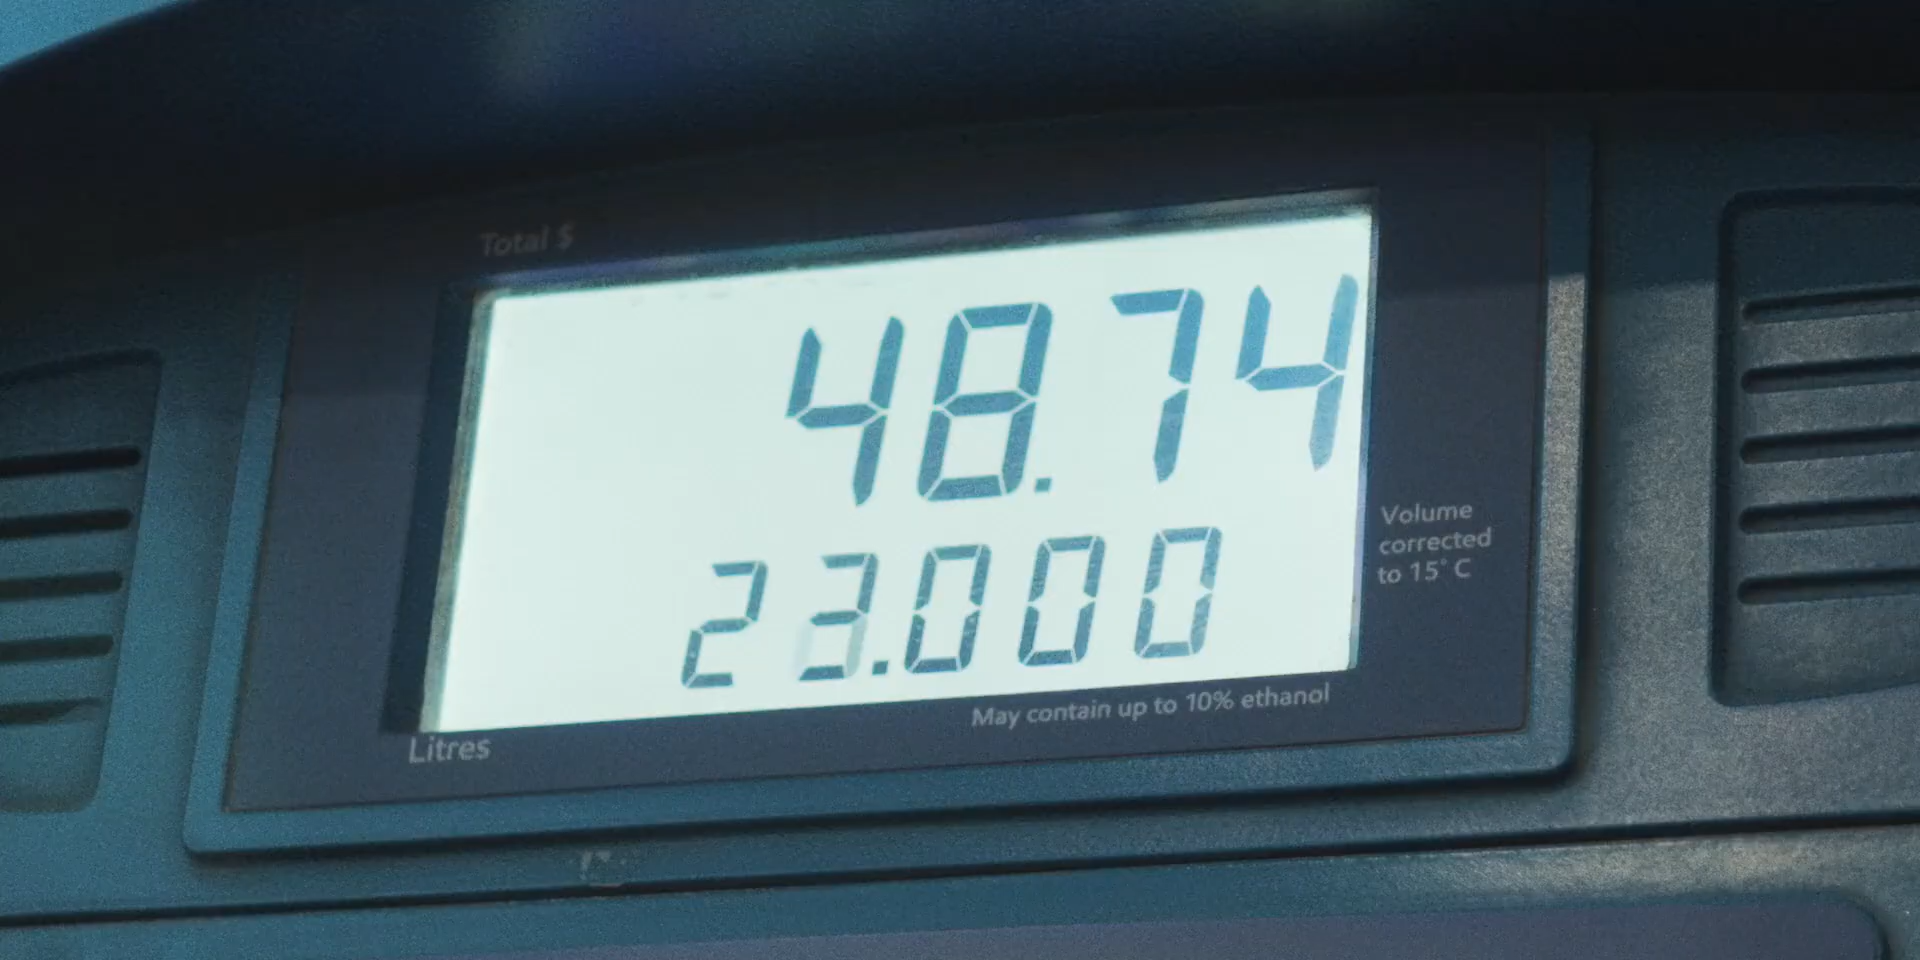 Total $
48.74
23.000
Volume
corrected
to 15° C
May contain up to 10% ethanol
Litres